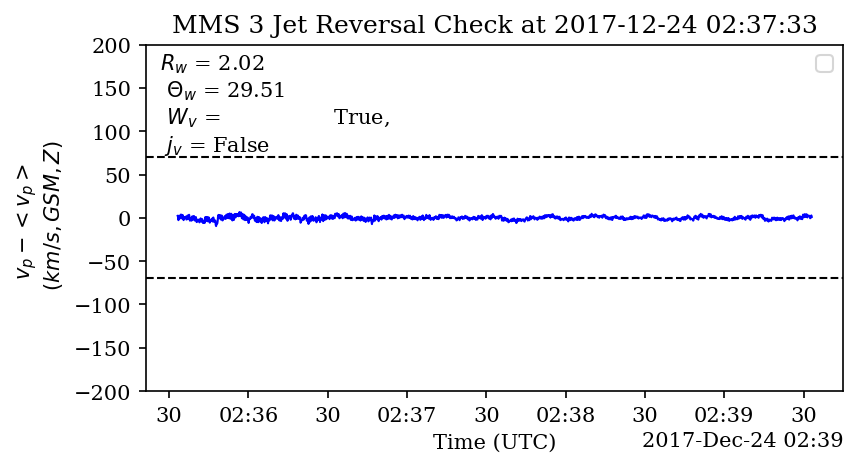 MMS 3 Jet Reversal Check at 2017-12-24 02:37:33
R_w = 2.02
Θ_w = 29.51
W_v = True,
j_v = False
v_p − < v_p >
(km/s, GSM, Z)
200
150
100
50
0
−50
−100
−150
−200
30 02:36 30 02:37 30 02:38 30 02:39 30
Time (UTC)
2017-Dec-24 02:39